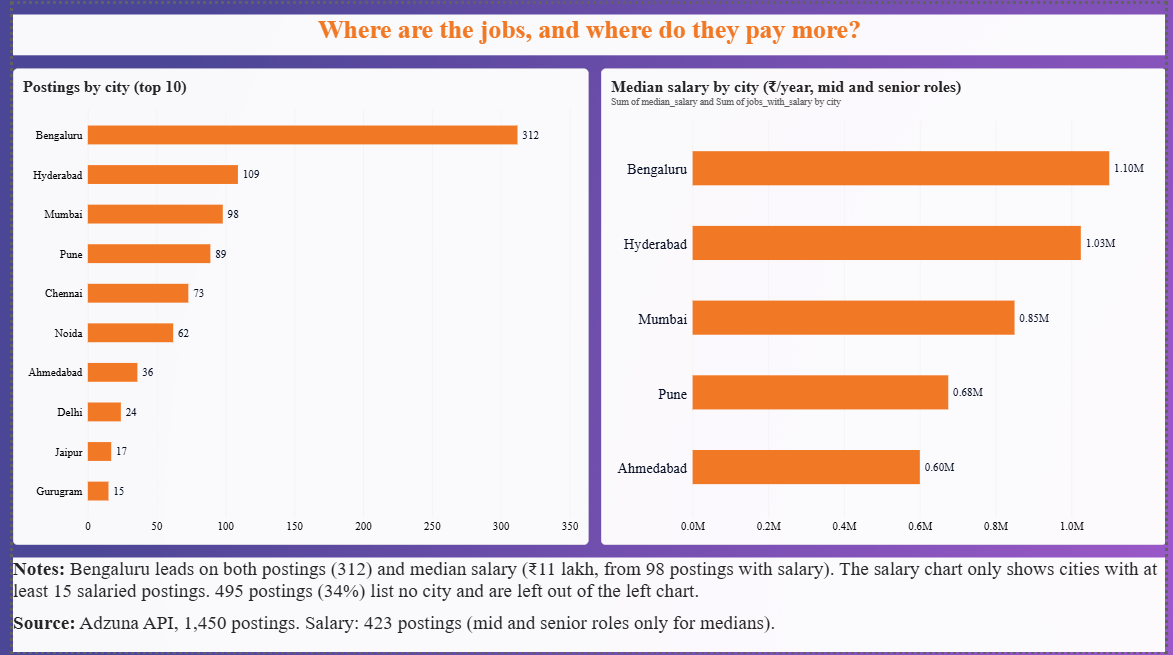 Where are the jobs, and where do they pay more?
Postings by city (top 10)
Bengaluru 312
Hyderabad 109
Mumbai 98
Pune 89
Chennai 73
Noida 62
Ahmedabad 36
Delhi 24
Jaipur 17
Gurugram 15
0 50 100 150 200 250 300 350
Median salary by city (₹/year, mid and senior roles)
Sum of median_salary and Sum of jobs_with_salary by city
Bengaluru 1.10M
Hyderabad 1.03M
Mumbai 0.85M
Pune 0.68M
Ahmedabad 0.60M
0.0M 0.2M 0.4M 0.6M 0.8M 1.0M
Notes: Bengaluru leads on both postings (312) and median salary (₹11 lakh, from 98 postings with salary). The salary chart only shows cities with at
least 15 salaried postings. 495 postings (34%) list no city and are left out of the left chart.
Source: Adzuna API, 1,450 postings. Salary: 423 postings (mid and senior roles only for medians).